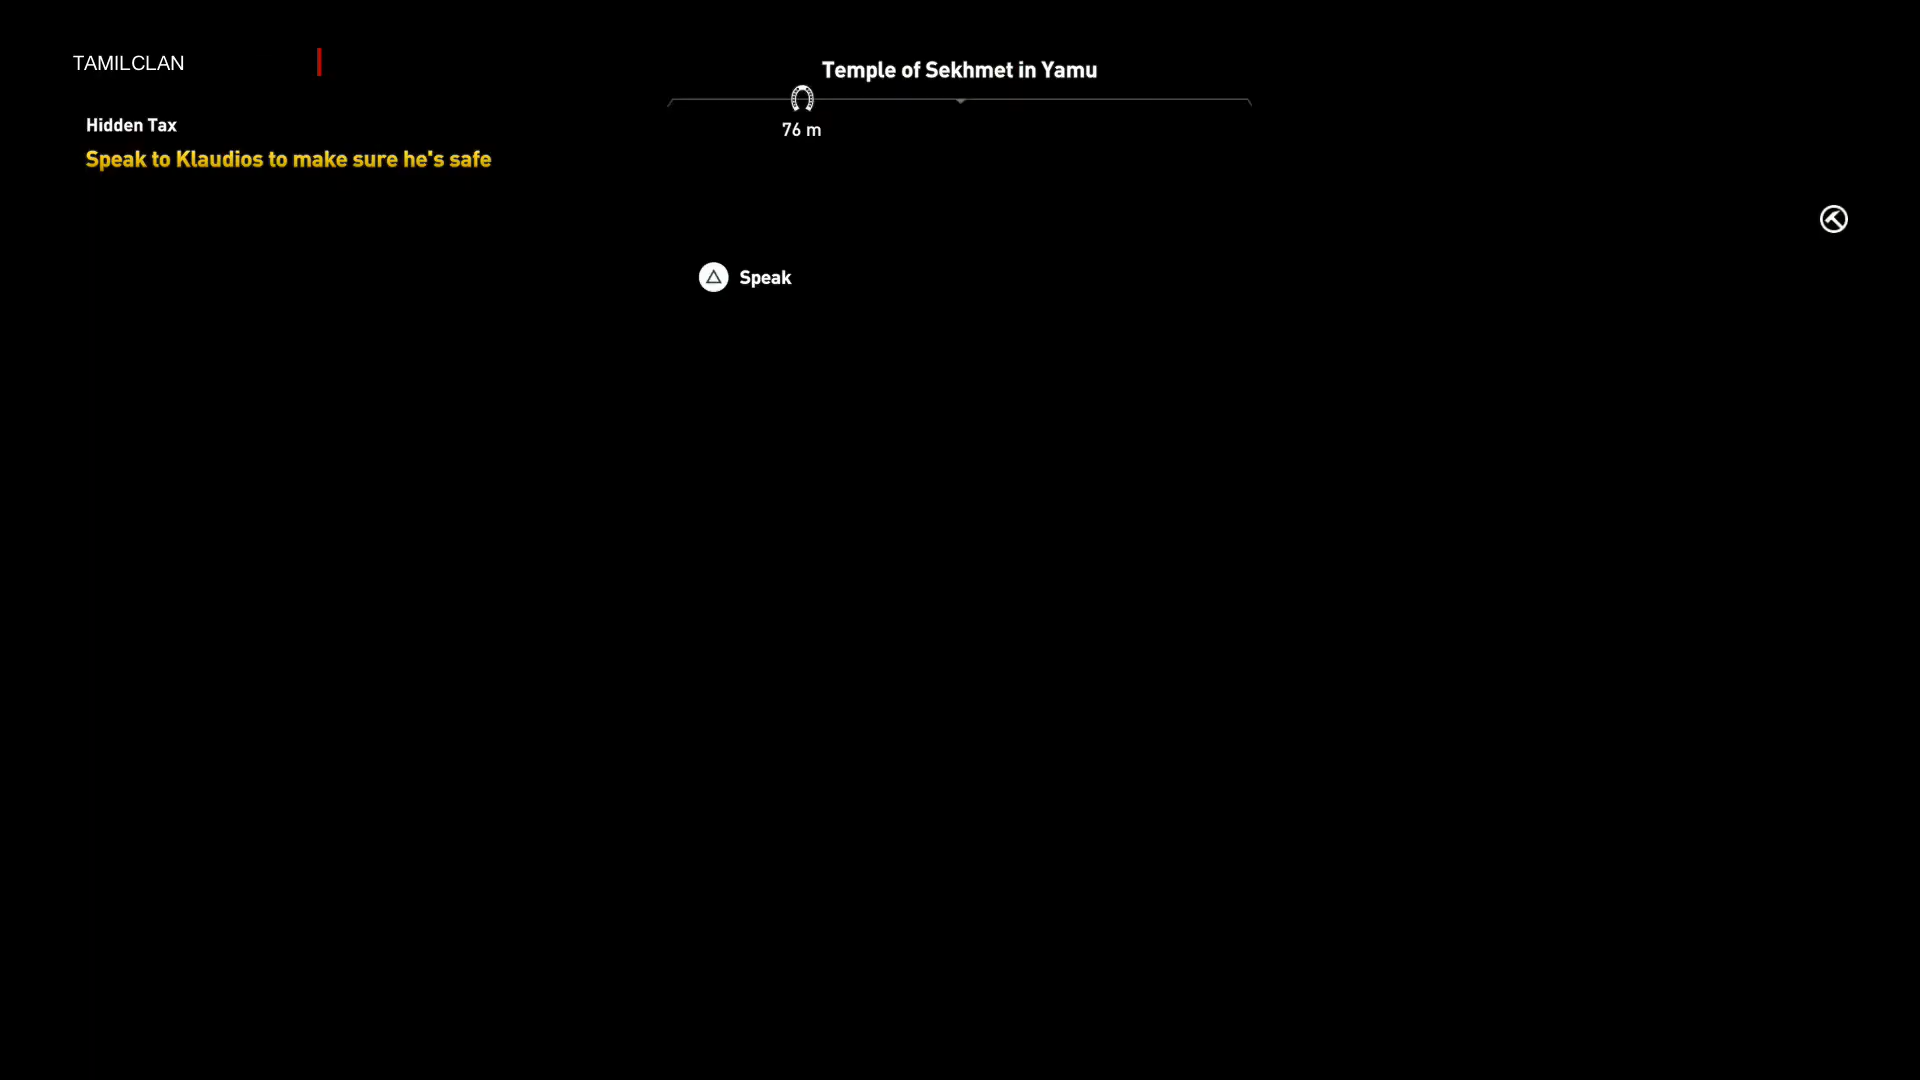 TAMILCLAN
Temple of Sekhmet in Yamu
76 m
Hidden Tax
Speak to Klaudios to make sure he's safe
Speak